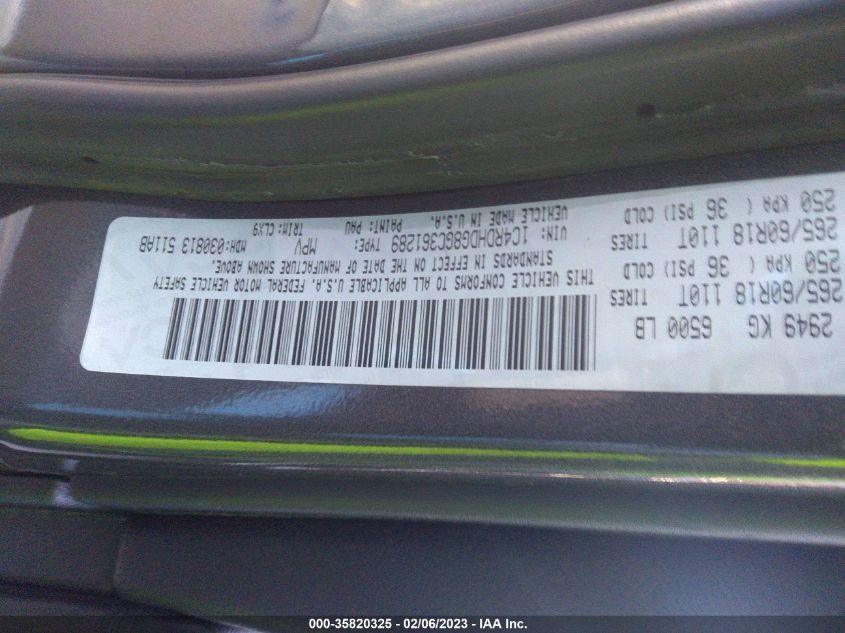 2949 KG 6500 LB
265/60R18 110T TIRES
250 KPA ( 36 PSI) COLD
265/60R18 110T TIRES
250 KPA ( 36 PSI) COLD
THIS VEHICLE CONFORMS TO ALL APPLICABLE U.S.A. FEDERAL MOTOR VEHICLE SAFETY
STANDARDS IN EFFECT ON THE DATE OF MANUFACTURE SHOWN ABOVE.
VIN: 1C4RDHDG8DC361289 TYPE: MPV MDH:030813 511AB
VEHICLE MADE IN U.S.A. PAINT: PAU TRIM:CLX9
000-35820325 - 02/06/2023 - IAA Inc.